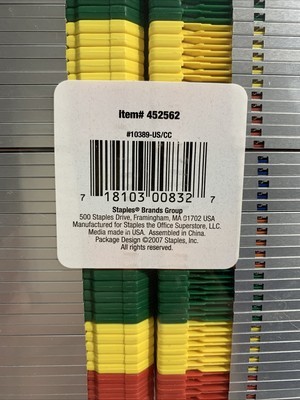 Item# 452562
#10389-US/CC
7 18103 00832 7
Staples® Brands Group
500 Staples Drive, Framingham, MA 01702 USA
Manufactured for Staples the Office Superstore, LLC.
Media made in USA. Assembled in China.
Package Design ©2007 Staples, Inc.
All rights reserved.